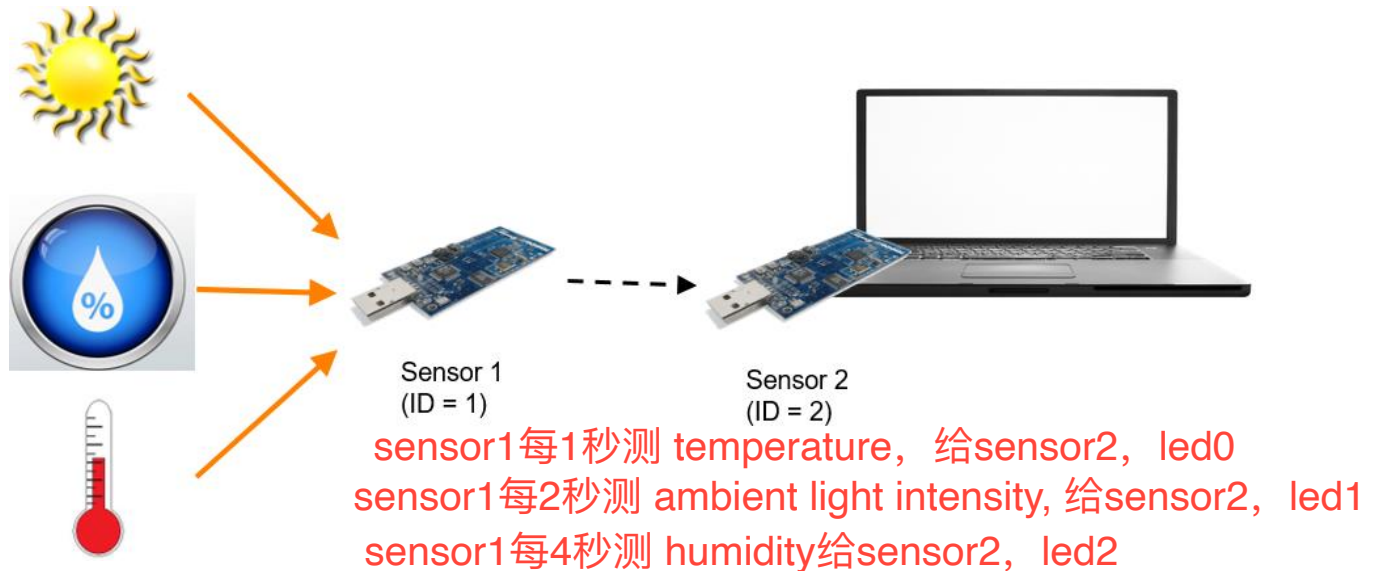 %
Sensor 1
(ID = 1)
Sensor 2
(ID = 2)
sensor1每1秒测 temperature，给sensor2，led0
sensor1每2秒测 ambient light intensity, 给sensor2，led1
sensor1每4秒测 humidity给sensor2，led2